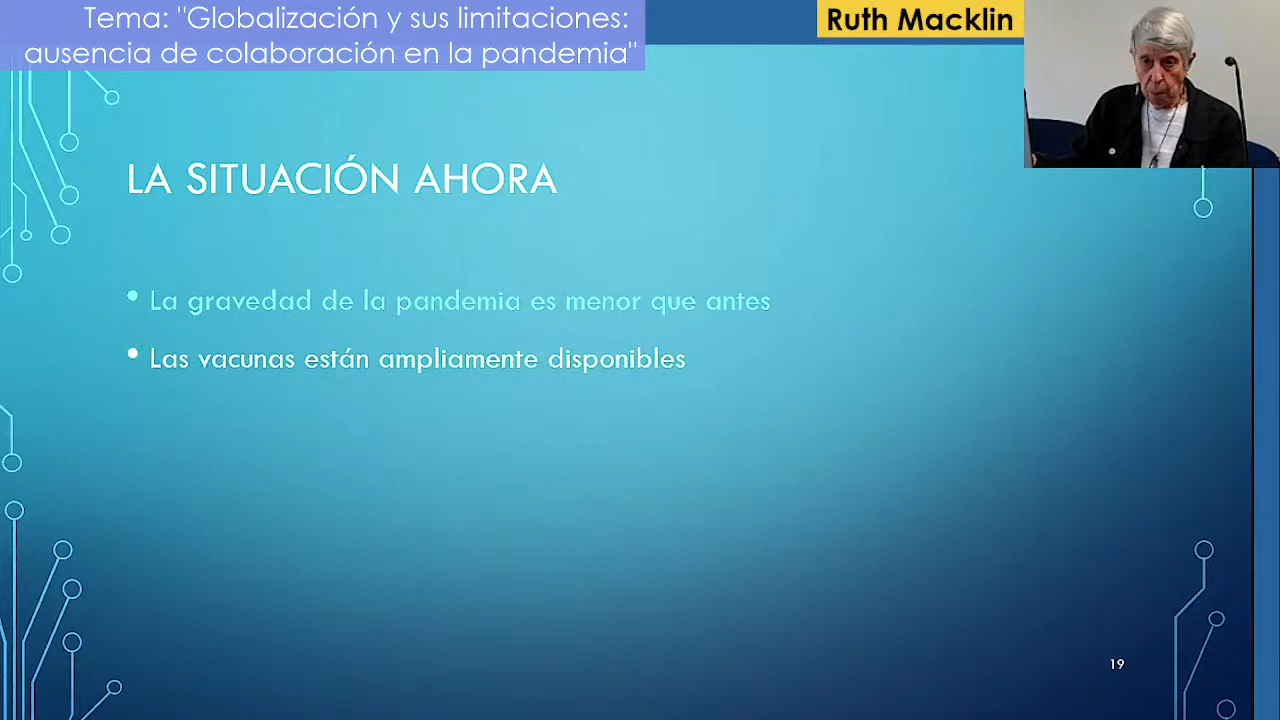 Tema: "Globalización y sus limitaciones:
ausencia de colaboración en la pandemia"
Ruth Macklin
LA SITUACIÓN AHORA
• La gravedad de la pandemia es menor que antes
• Las vacunas están ampliamente disponibles
19